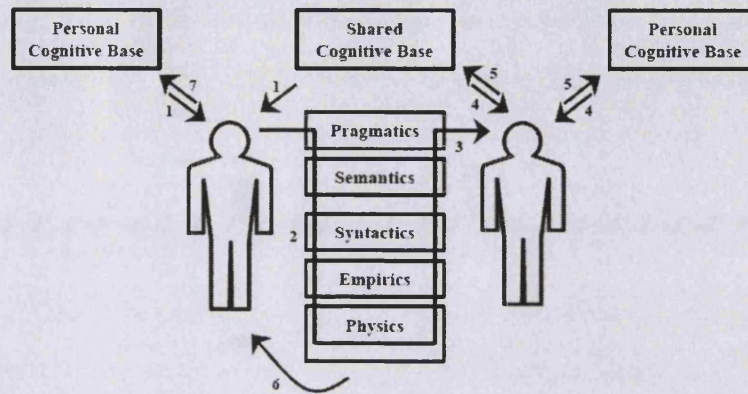 Personal
Cognitive Base
Shared
Cognitive Base
Personal
Cognitive Base
7
1
1
5
4
5
4
Pragmatics
3
Semantics
2
Syntactics
Empirics
Physics
6